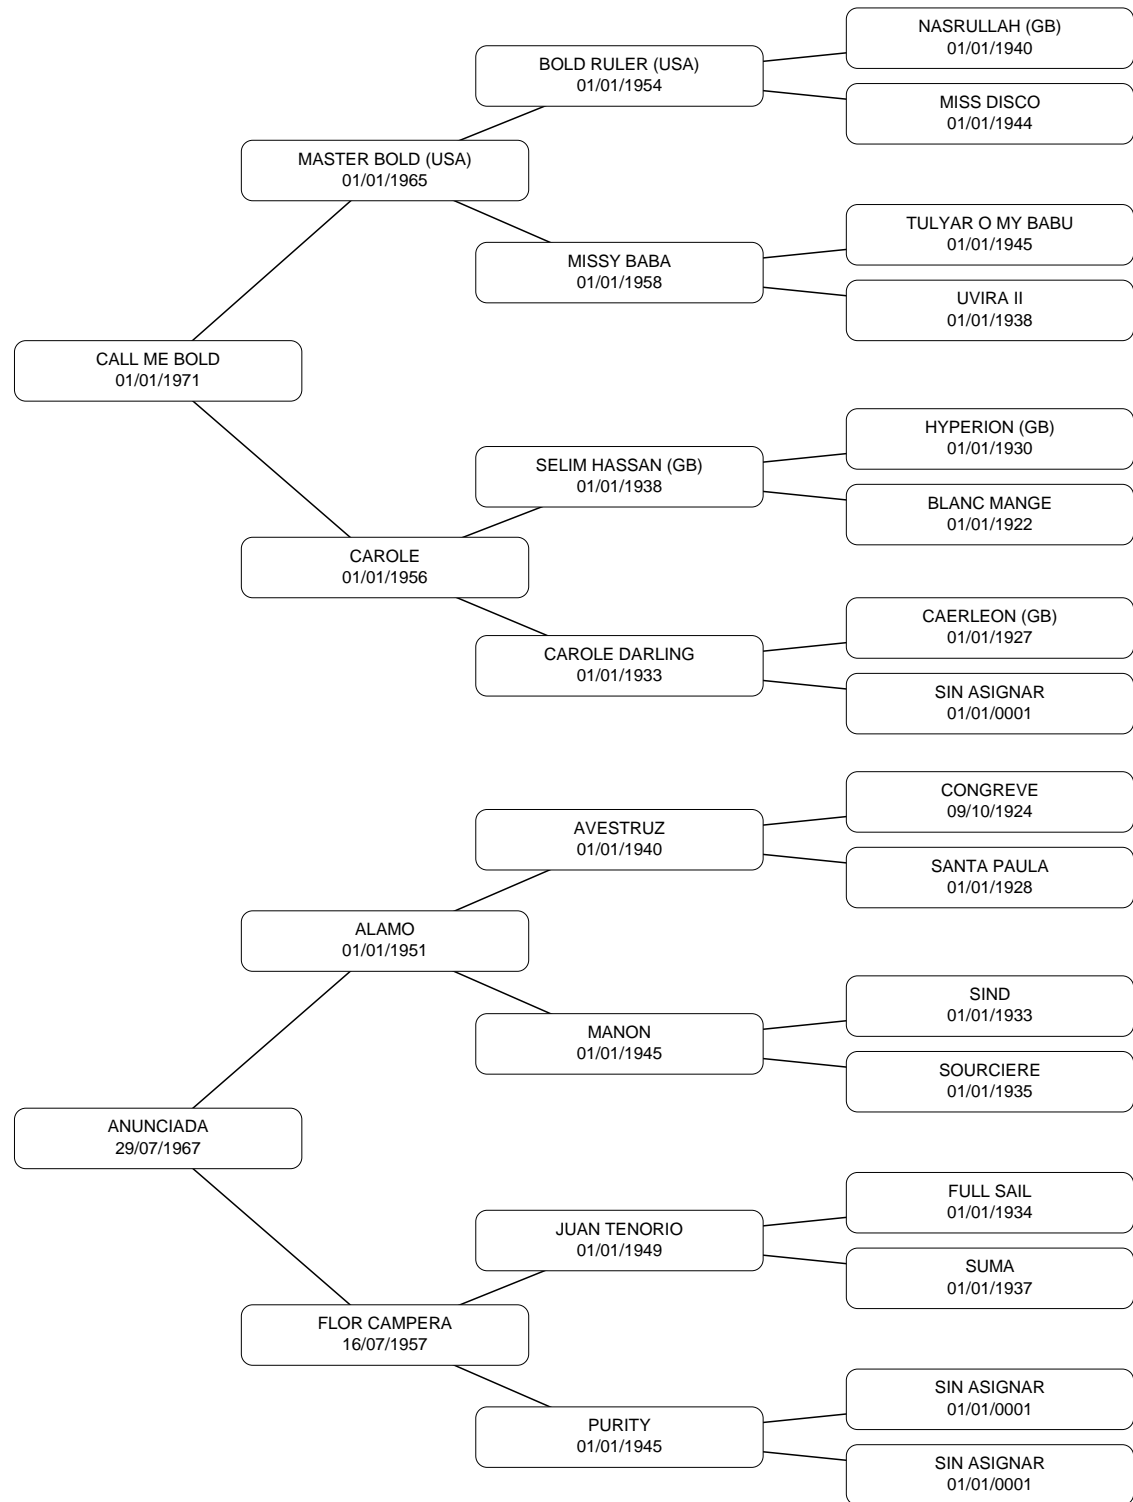 NASRULLAH (GB)
01/01/1940
BOLD RULER (USA)
01/01/1954
MISS DISCO
01/01/1944
MASTER BOLD (USA)
01/01/1965
TULYAR O MY BABU
01/01/1945
MISSY BABA
01/01/1958
UVIRA II
01/01/1938
CALL ME BOLD
01/01/1971
HYPERION (GB)
01/01/1930
SELIM HASSAN (GB)
01/01/1938
BLANC MANGE
01/01/1922
CAROLE
01/01/1956
CAERLEON (GB)
01/01/1927
CAROLE DARLING
01/01/1933
SIN ASIGNAR
01/01/0001
CONGREVE
09/10/1924
AVESTRUZ
01/01/1940
SANTA PAULA
01/01/1928
ALAMO
01/01/1951
SIND
01/01/1933
MANON
01/01/1945
SOURCIERE
01/01/1935
ANUNCIADA
29/07/1967
FULL SAIL
01/01/1934
JUAN TENORIO
01/01/1949
SUMA
01/01/1937
FLOR CAMPERA
16/07/1957
SIN ASIGNAR
01/01/0001
PURITY
01/01/1945
SIN ASIGNAR
01/01/0001